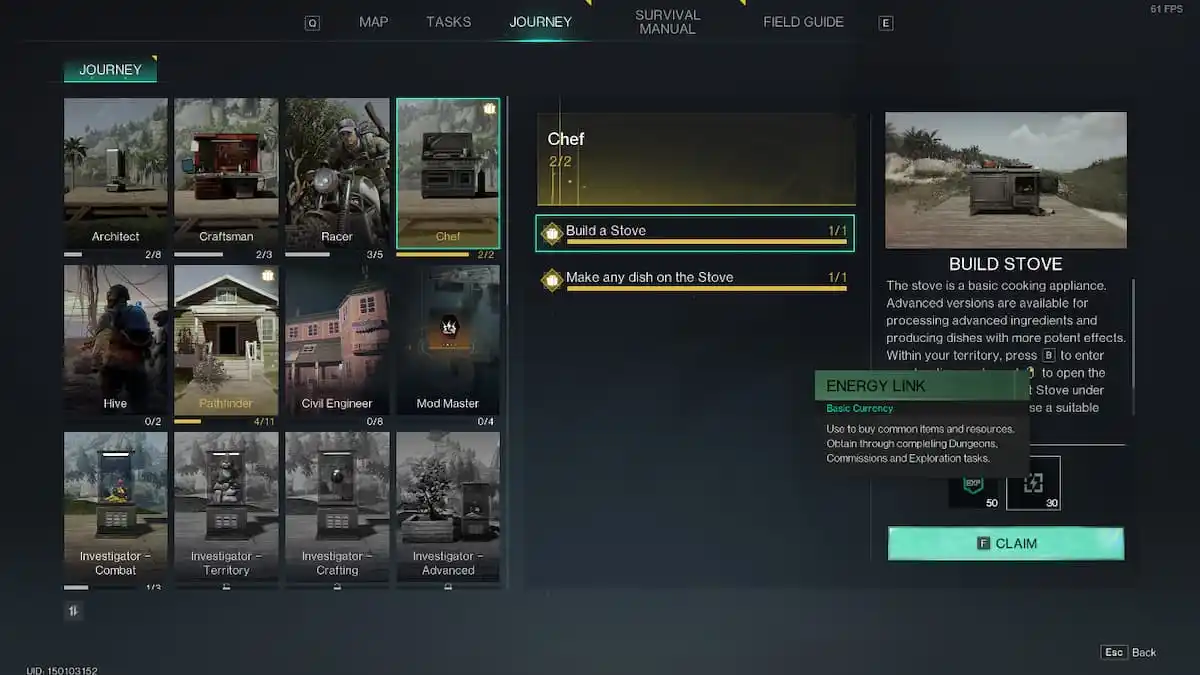 61 FPS
Q
MAP
TASKS
JOURNEY
SURVIVAL
MANUAL
FIELD GUIDE
E
JOURNEY
Architect
2/8
Craftsman
2/3
Racer
3/5
Chef
2/2
Hive
0/2
Pathfinder
4/11
Civil Engineer
0/8
Mod Master
0/4
Investigator –
Combat
1/3
Investigator –
Territory
Investigator –
Crafting
Investigator –
Advanced
Chef
2/2
Build a Stove 1/1
Make any dish on the Stove 1/1
BUILD STOVE
The stove is a basic cooking appliance.
Advanced versions are available for
processing advanced ingredients and
producing dishes with more potent effects.
Within your territory, press B to enter
to open the
Stove under
a suitable
ENERGY LINK
Basic Currency
Use to buy common items and resources.
Obtain through completing Dungeons,
Commissions and Exploration tasks.
EXP
50
30
F CLAIM
Esc Back
UID: 150103152